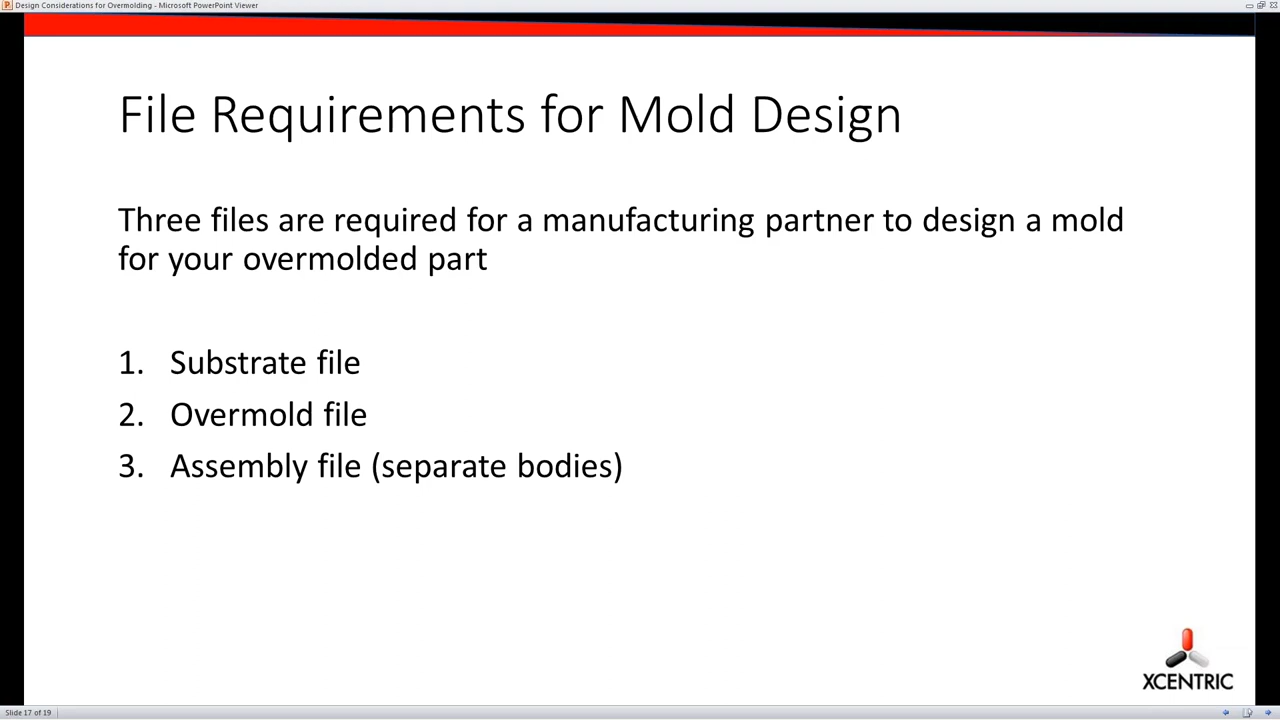 Design Considerations for Overmolding - Microsoft PowerPoint Viewer
File Requirements for Mold Design
Three files are required for a manufacturing partner to design a mold
for your overmolded part
1. Substrate file
2. Overmold file
3. Assembly file (separate bodies)
XCENTRIC
Slide 17 of 19